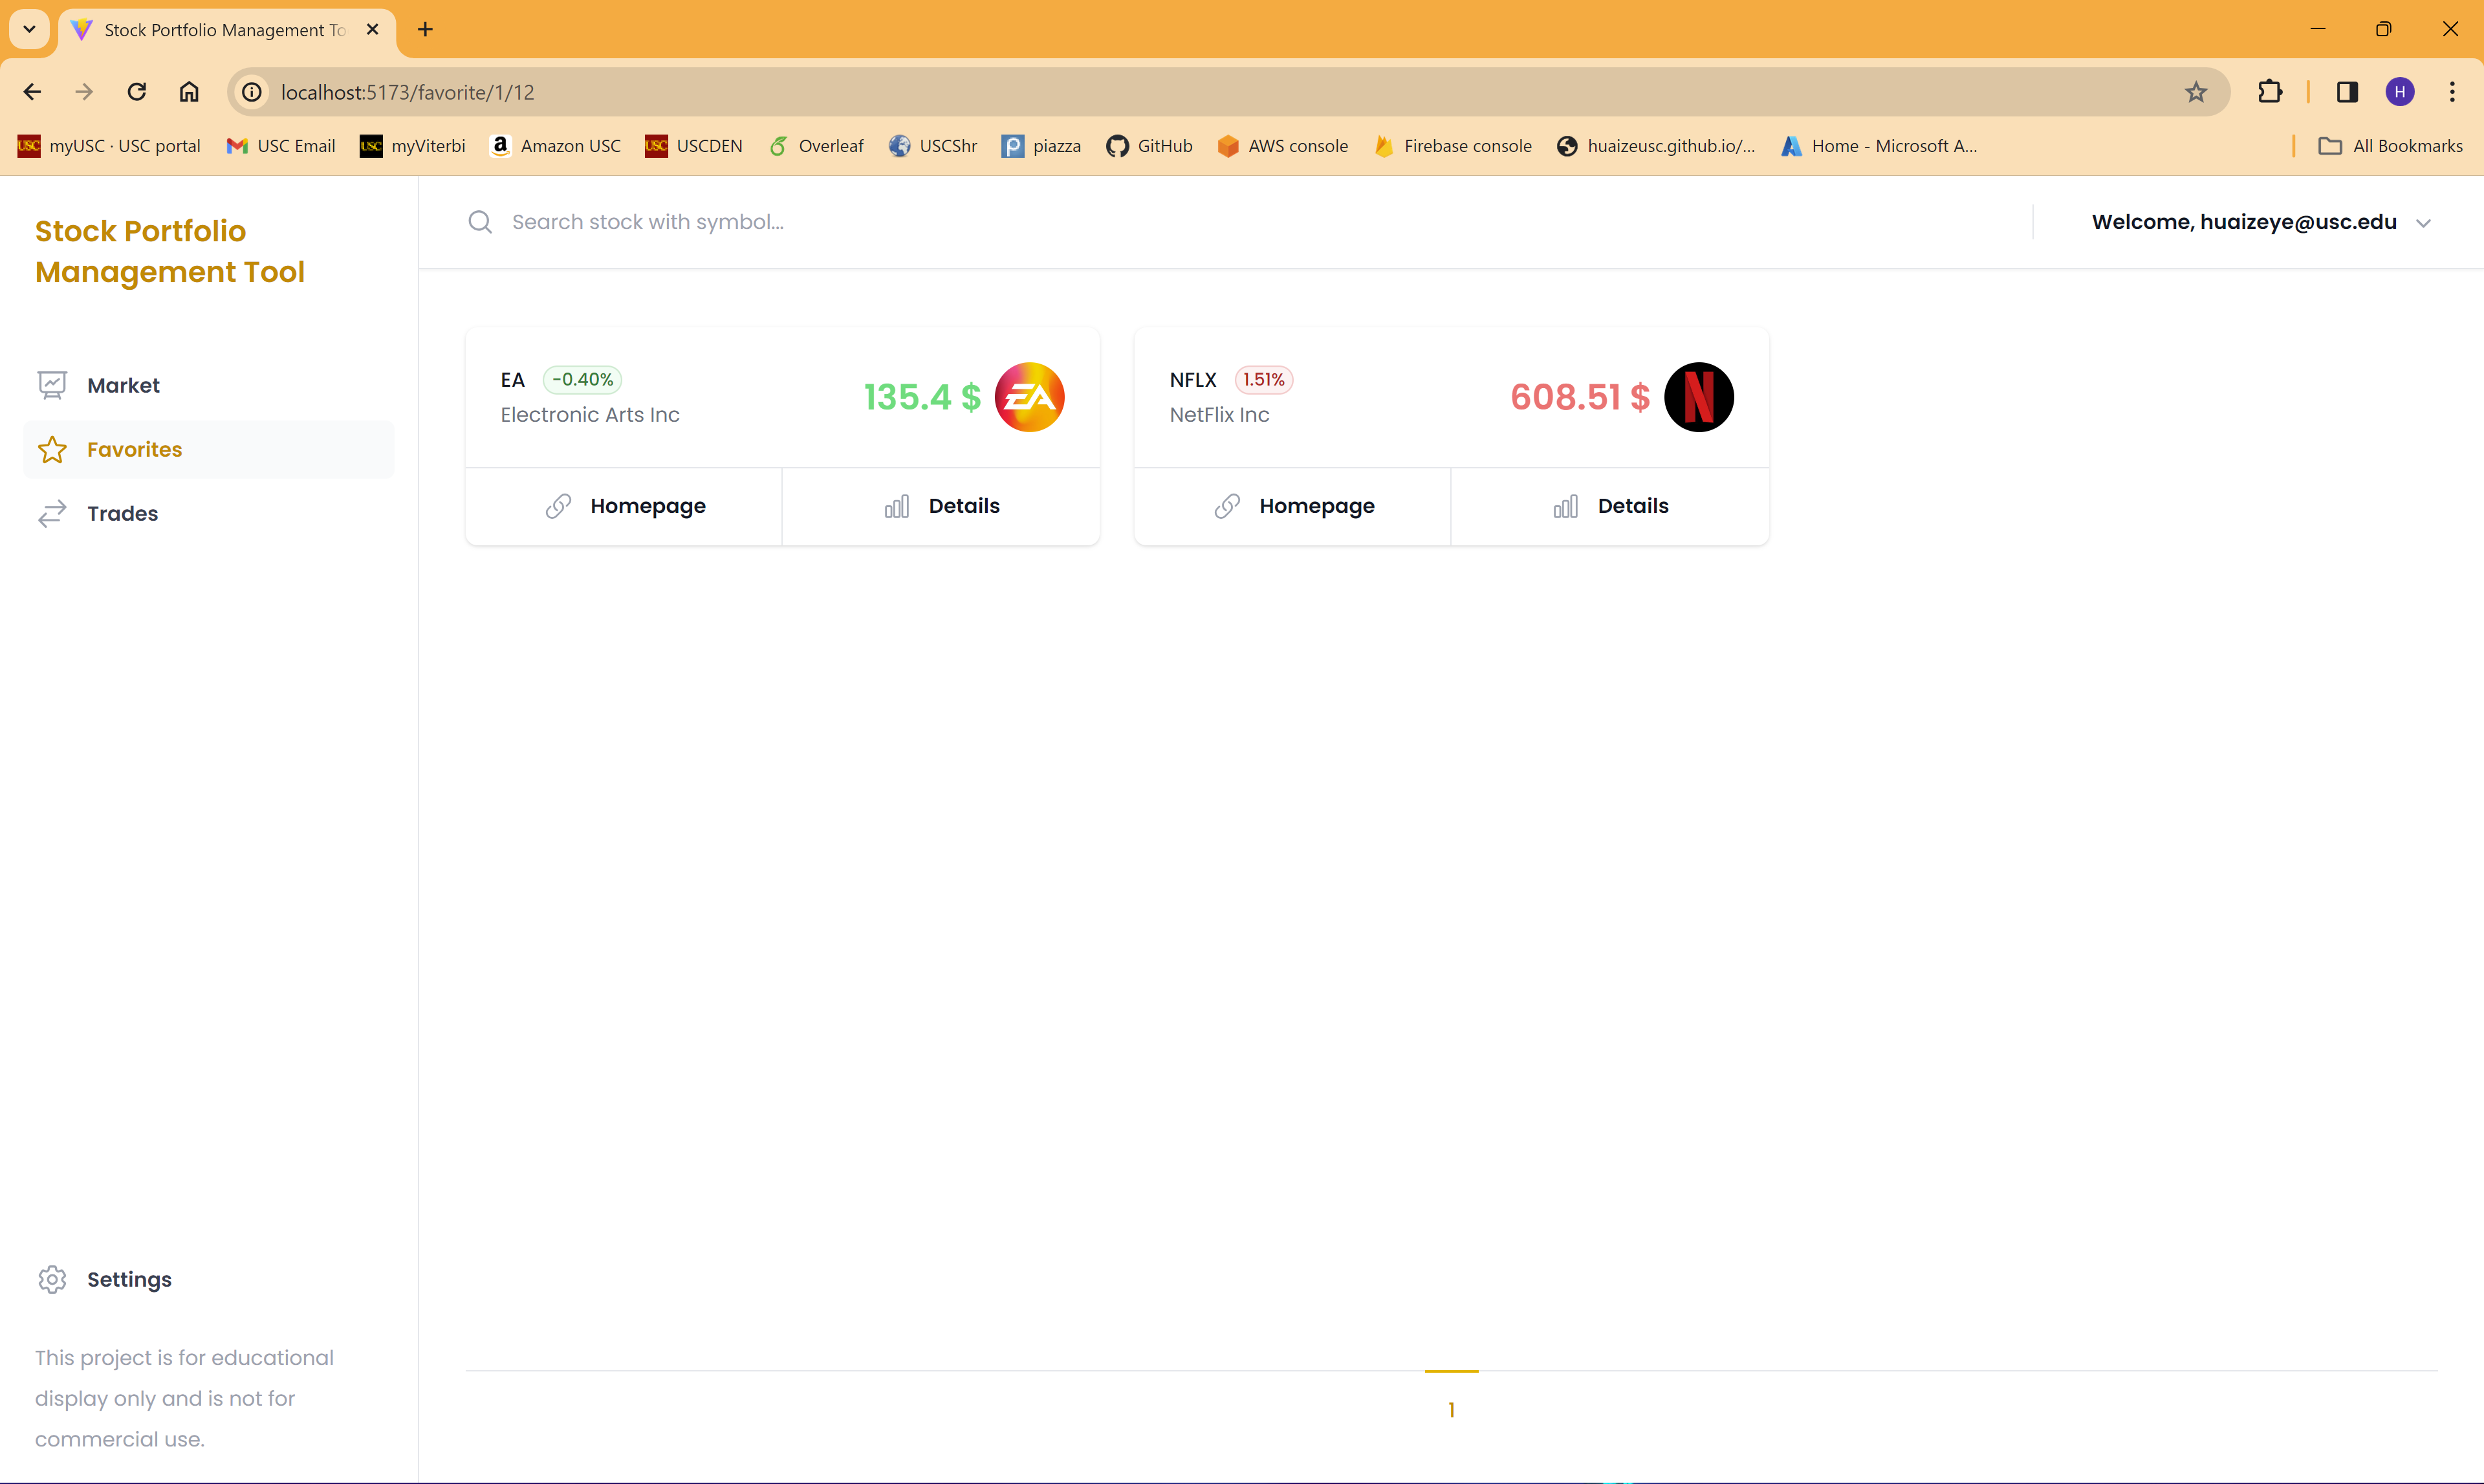 Stock Portfolio Management To
localhost:5173/favorite/1/12
H
USC myUSC · USC portal
USC Email
USC myViterbi
a Amazon USC
USC USCDEN
Overleaf
USCShr
p piazza
GitHub
AWS console
Firebase console
huaizeusc.github.io/...
Home - Microsoft A...
All Bookmarks
Stock Portfolio
Management Tool
Market
Favorites
Trades
Settings
This project is for educational
display only and is not for
commercial use.
Search stock with symbol...
Welcome, huaizeye@usc.edu
EA -0.40%
Electronic Arts Inc
135.4 $
EA
Homepage
Details
NFLX 1.51%
NetFlix Inc
608.51 $
N
Homepage
Details
1